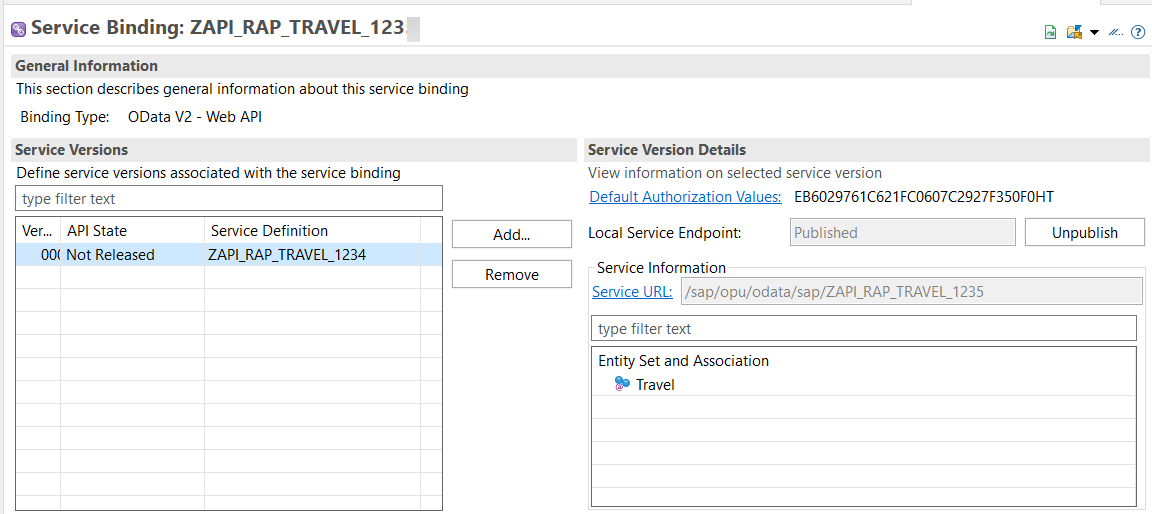 Service Binding: ZAPI_RAP_TRAVEL_123
General Information
This section describes general information about this service binding
Binding Type: OData V2 - Web API
Service Versions
Define service versions associated with the service binding
type filter text
Ver... API State Service Definition
000 Not Released ZAPI_RAP_TRAVEL_1234
Add...
Remove
Service Version Details
View information on selected service version
Default Authorization Values: EB6029761C621FC0607C2927F350F0HT
Local Service Endpoint: Published Unpublish
Service Information
Service URL: /sap/opu/odata/sap/ZAPI_RAP_TRAVEL_1235
type filter text
Entity Set and Association
Travel